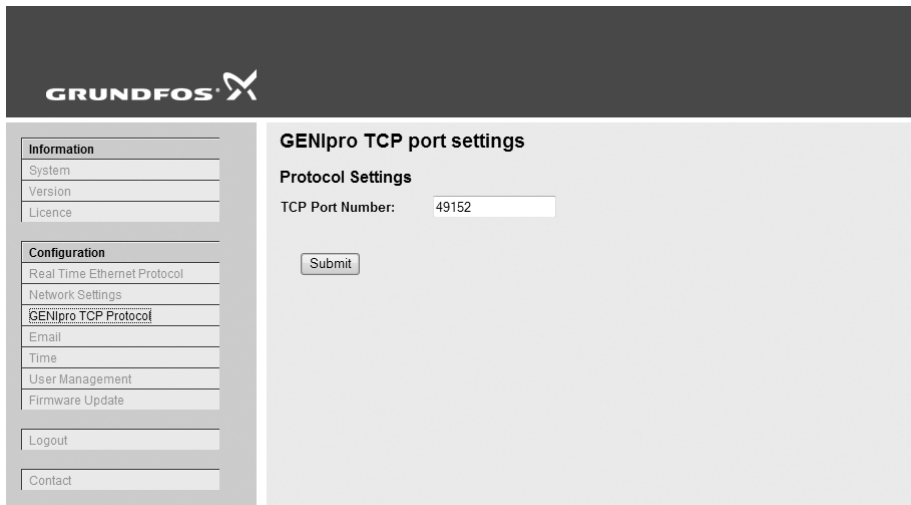 GRUNDFOS
Information
System
Version
Licence
Configuration
Real Time Ethernet Protocol
Network Settings
GENIpro TCP Protocol
Email
Time
User Management
Firmware Update
Logout
Contact
GENIpro TCP port settings
Protocol Settings
TCP Port Number: 49152
Submit